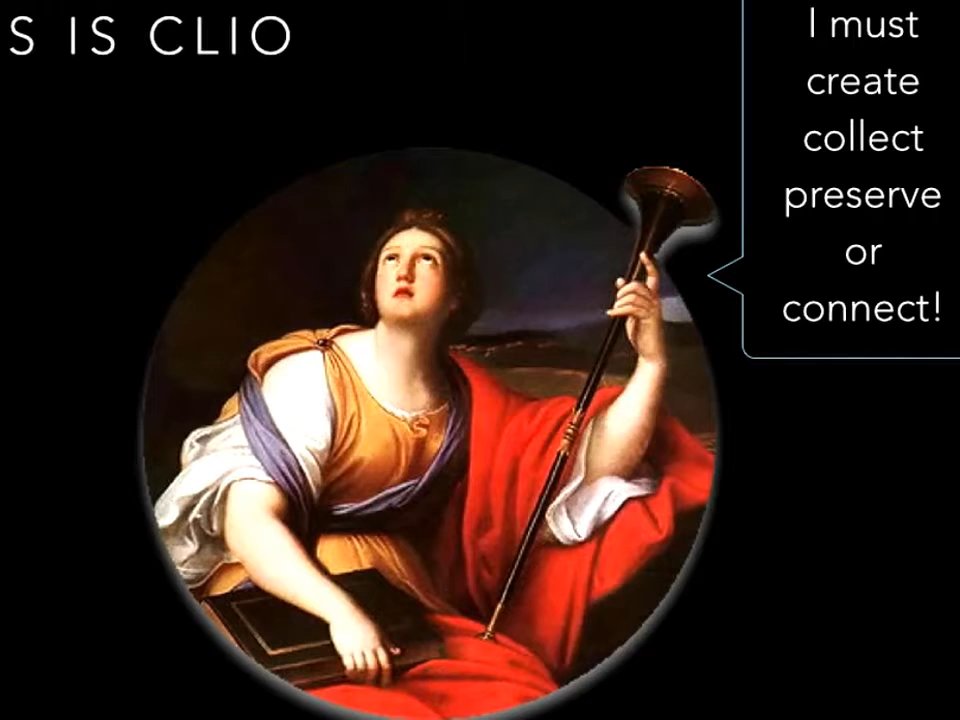 S IS CLIO
I must
create
collect
preserve
or
connect!